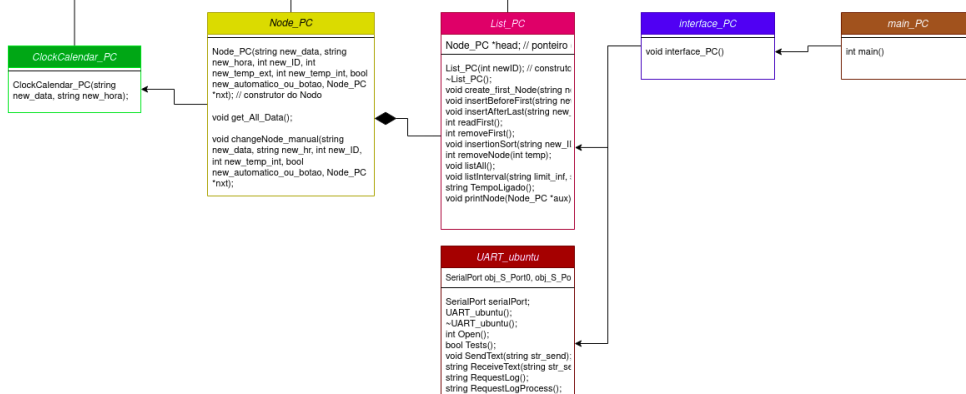 ClockCalendar_PC
ClockCalendar_PC(string
new_data, string new_hora);
Node_PC
Node_PC(string new_data, string
new_hora, int new_ID, int
new_temp_ext, int new_temp_int, bool
new_automatico_ou_botao, Node_PC
*nxt); // construtor do Nodo
void get_All_Data();
void changeNode_manual(string
new_data, string new_hr, int new_ID,
int new_temp_int, bool
new_automatico_ou_botao, Node_PC
*nxt);
List_PC
Node_PC *head; // ponteiro
List_PC(int newID); //
~List_PC();
void create_first_Node(string
void insertBeforeFirst(string
void insertAfterLast(string new_
int readFirst();
int removeFirst();
void insertionSort(string
int removeNode(int temp);
void listAll();
void listInterval(string limit_inf,
string TempoLigado();
void printNode(Node_PC *aux)
UART_ubuntu
SerialPort obj_S_Port0,
SerialPort serialPort;
UART_ubuntu();
~UART_ubuntu();
int Open();
bool Tests();
void SendText(string str_send);
string ReceiveText(string
string RequestLog();
string RequestLogProcess();
interface_PC
void interface_PC()
main_PC
int main()